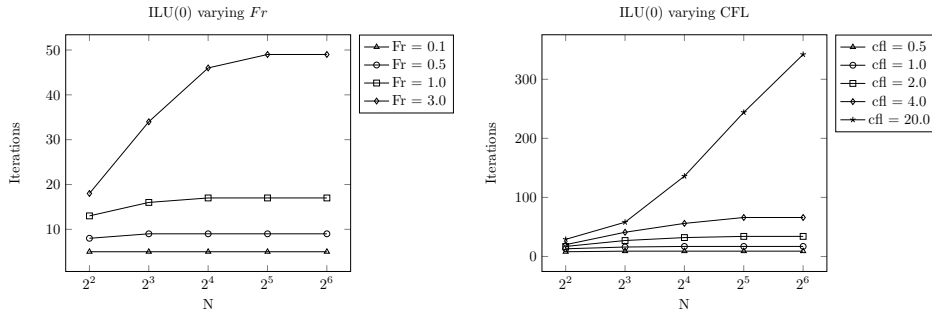 ILU(0) varying Fr
Iterations
50
40
30
20
10
2^2 2^3 2^4 2^5 2^6
N
Fr = 0.1
Fr = 0.5
Fr = 1.0
Fr = 3.0
ILU(0) varying CFL
Iterations
300
200
100
0
2^2 2^3 2^4 2^5 2^6
N
cfl = 0.5
cfl = 1.0
cfl = 2.0
cfl = 4.0
cfl = 20.0